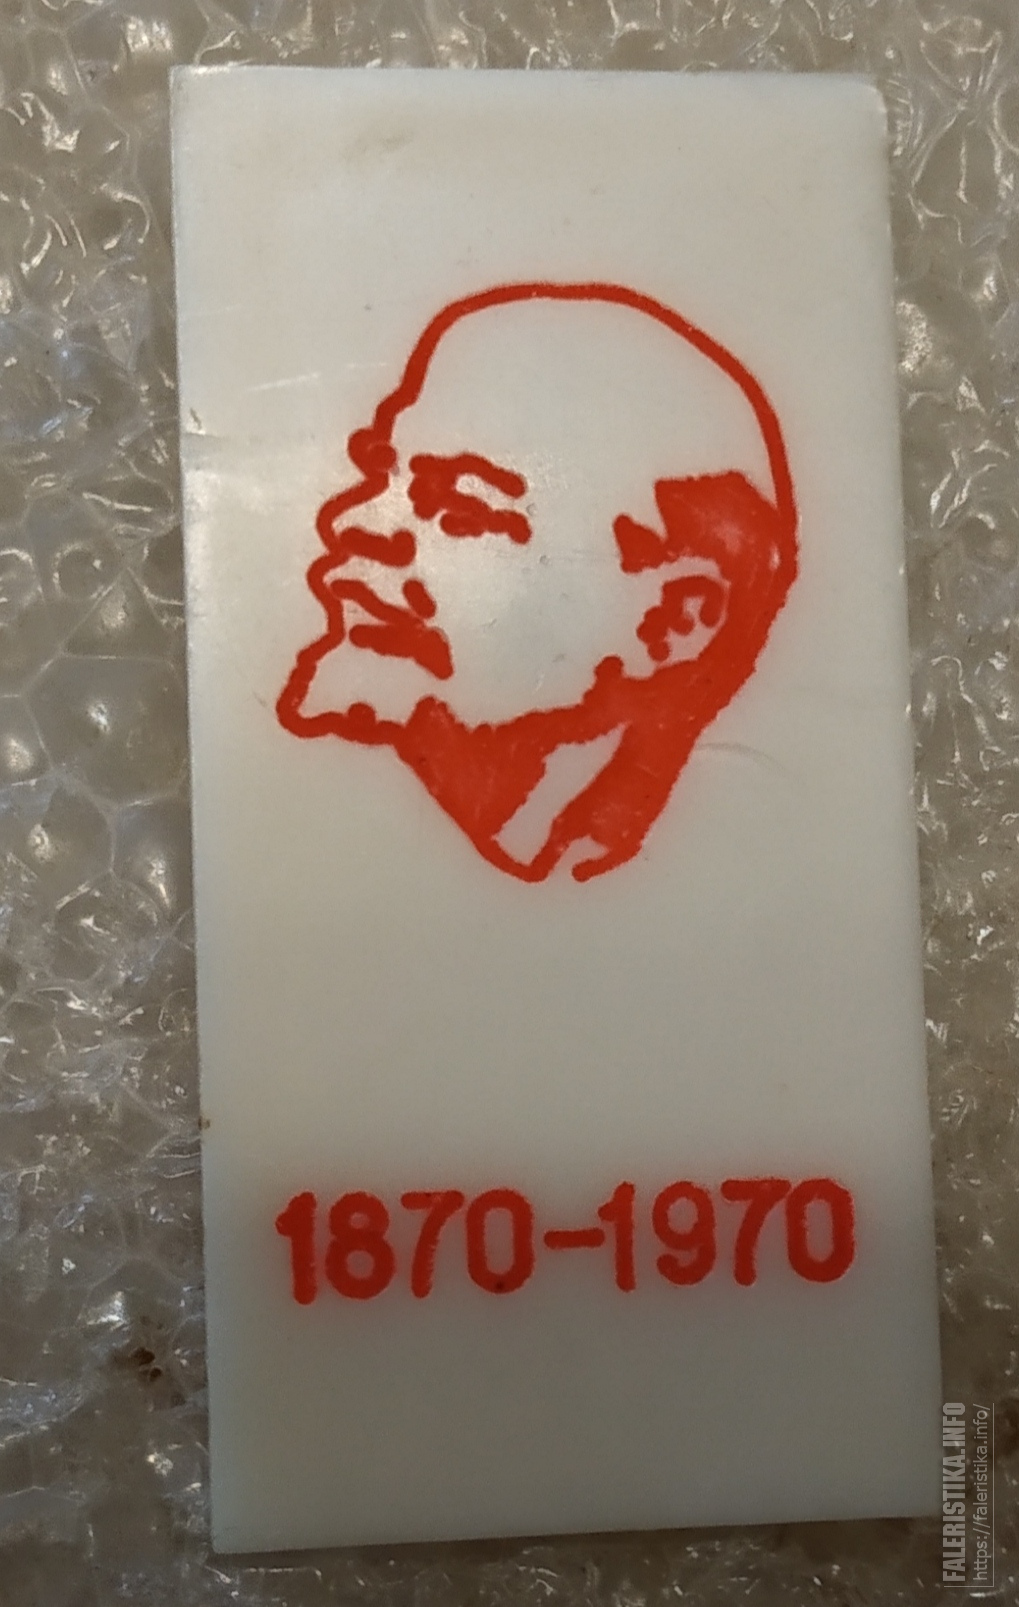 1870-1970
FALERISTIKA.INFO
https://faleristika.info/